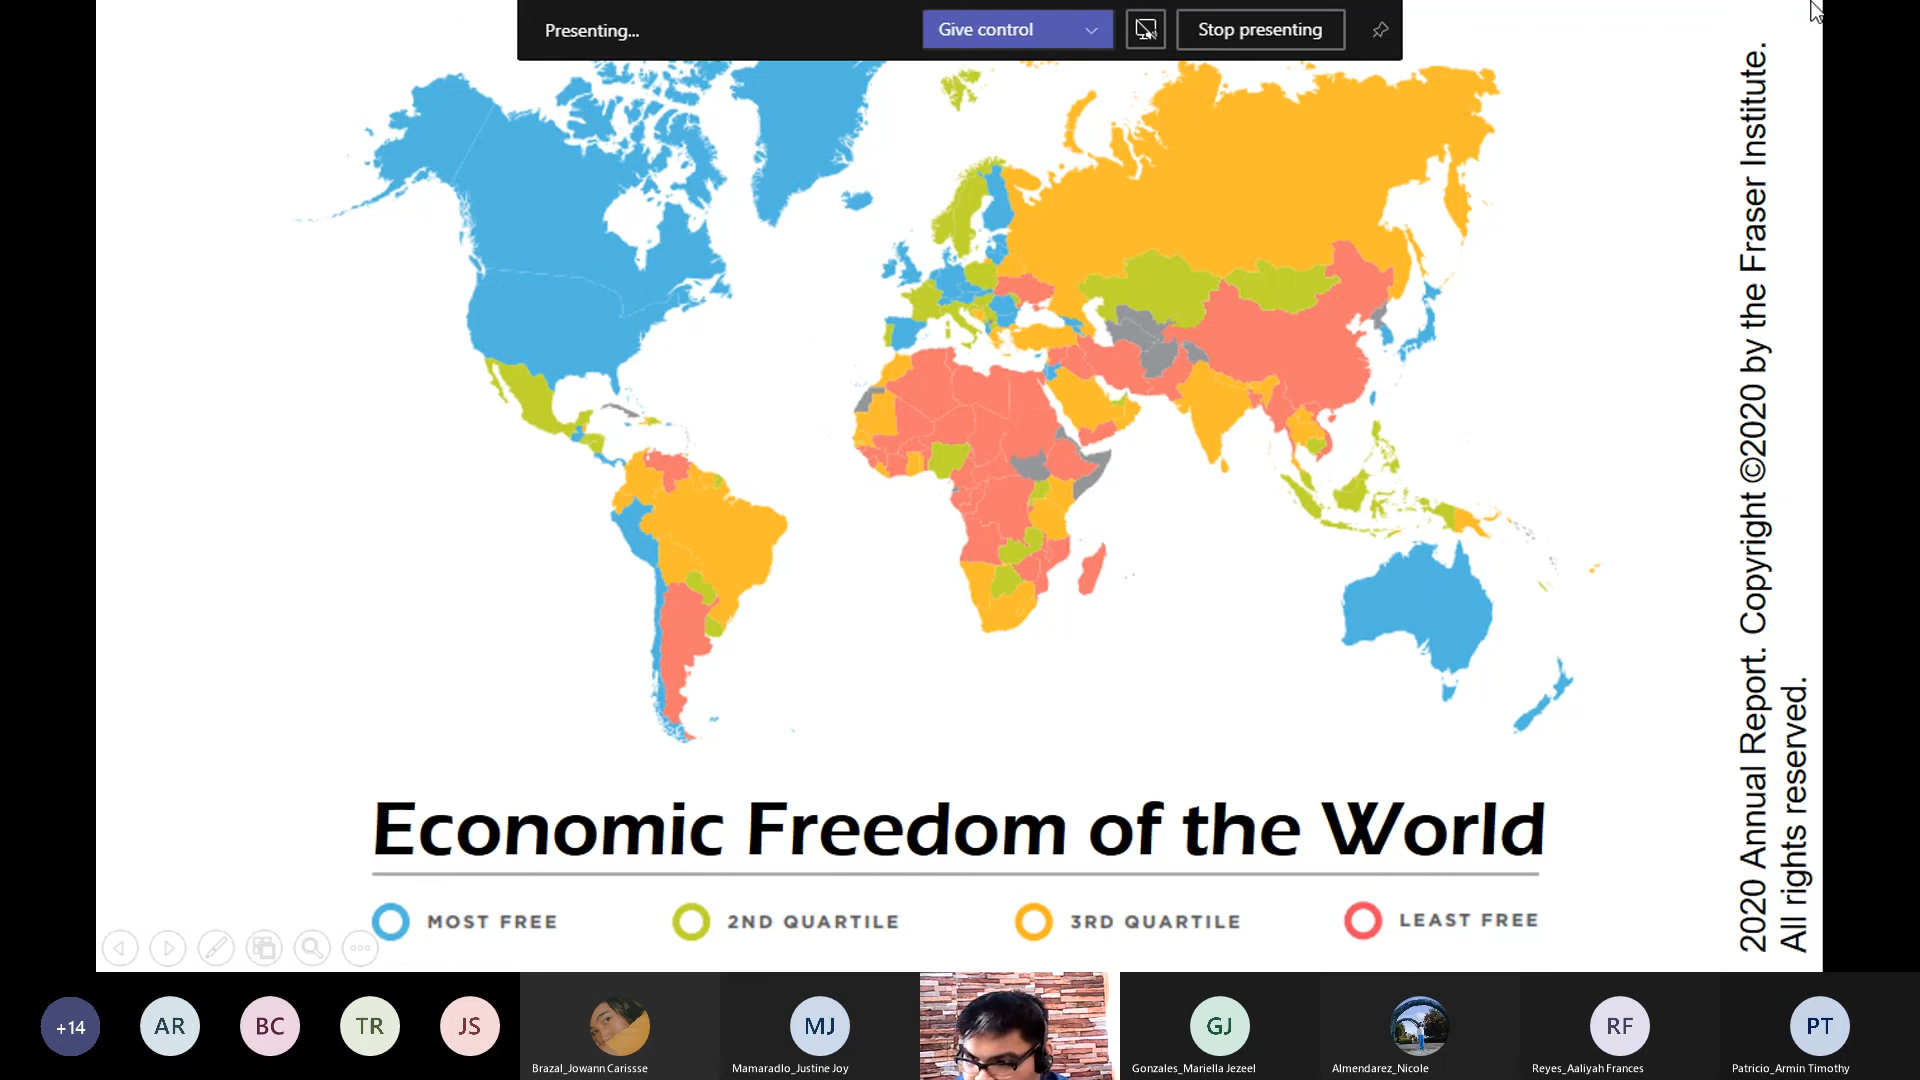 Presenting...
Give control
Stop presenting
2020 Annual Report. Copyright ©2020 by the Fraser Institute.
All rights reserved.
Economic Freedom of the World
MOST FREE
2ND QUARTILE
3RD QUARTILE
LEAST FREE
+14
AR
BC
TR
JS
Brazal_Jowann Carissse
MJ
Mamaradlo_Justine Joy
GJ
Gonzales_Mariella Jezeel
Almendarez_Nicole
RF
Reyes_Aaliyah Frances
PT
Patricio_Armin Timothy